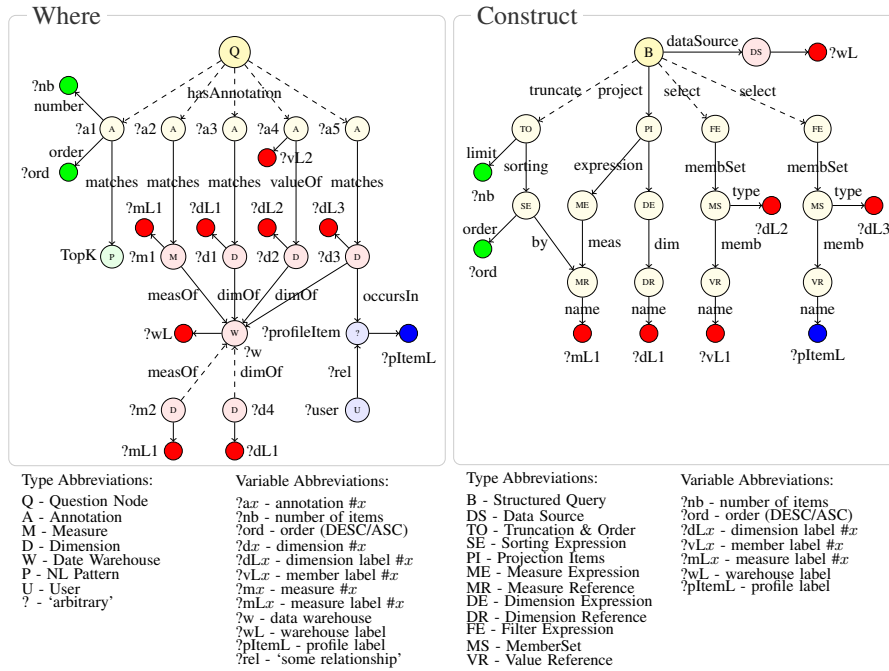 Where
Q
?nb
number
hasAnnotation
?a1 A ?a2 A ?a3 A ?a4 A ?a5 A
order
?ord
?vL2
matches matches matches valueOf matches
?mL1 ?dL1 ?dL2 ?dL3
TopK P ?m1 M ?d1 D ?d2 D ?d3 D
measOf dimOf dimOf occursIn
?wL W ?w ?profileItem ?
?pItemL
measOf dimOf ?rel
?m2 D D ?d4 ?user U
?mL1 ?dL1
Type Abbreviations:
Q - Question Node
A - Annotation
M - Measure
D - Dimension
W - Date Warehouse
P - NL Pattern
U - User
? - ‘arbitrary’
Variable Abbreviations:
?ax - annotation #x
?nb - number of items
?ord - order (DESC/ASC)
?dx - dimension #x
?dLx - dimension label #x
?vLx - member label #x
?mx - measure #x
?mLx - measure label #x
?w - data warehouse
?wL - warehouse label
?pItemL - profile label
?rel - ‘some relationship’
Construct
B dataSource DS ?wL
truncate project select select
TO PI FE FE
limit
?nb
sorting expression membSet membSet
SE ME DE MS type MS type
?dL2 ?dL3
order
?ord
by meas dim memb memb
MR DR VR VR
name name name name
?mL1 ?dL1 ?vL1 ?pItemL
Type Abbreviations:
B - Structured Query
DS - Data Source
TO - Truncation & Order
SE - Sorting Expression
PI - Projection Items
ME - Measure Expression
MR - Measure Reference
DE - Dimension Expression
DR - Dimension Reference
FE - Filter Expression
MS - MemberSet
VR - Value Reference
Variable Abbreviations:
?nb - number of items
?ord - order (DESC/ASC)
?dLx - dimension label #x
?vLx - member label #x
?mLx - measure label #x
?wL - warehouse label
?pItemL - profile label